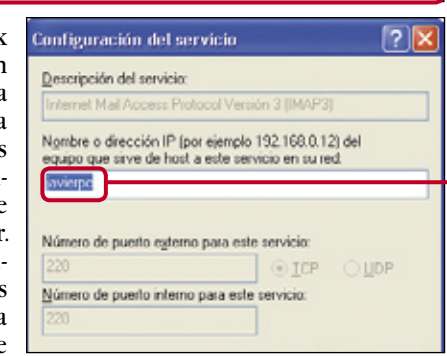 Configuración del servicio
Descripción del servicio:
Internet Mail Access Protocol Versión 3 (IMAP3)
Nombre o dirección IP (por ejemplo 192.168.0.12) del
equipo que sirve de host a este servicio en su red:
javierpc
Número de puerto externo para este servicio:
220 TCP UDP
Número de puerto interno para este servicio:
220